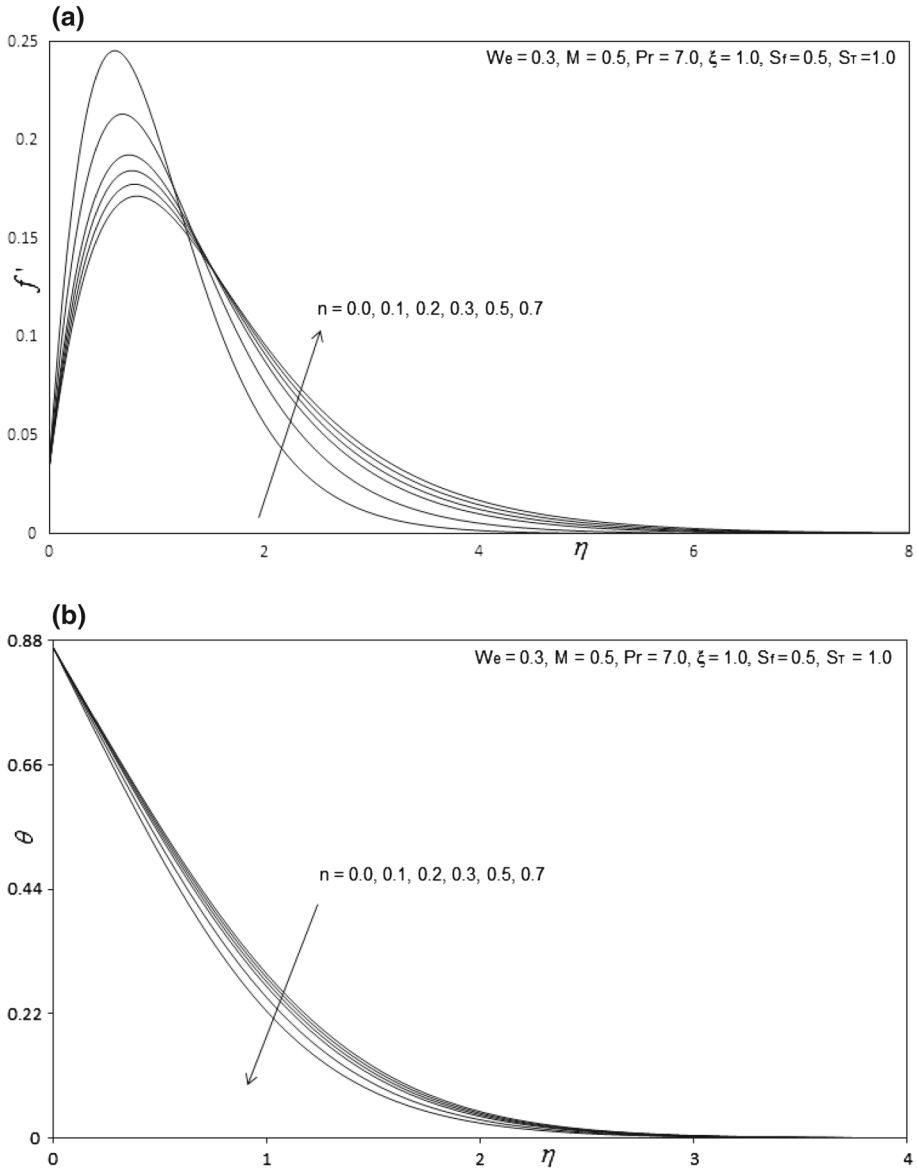 (a)
0.25
We = 0.3, M = 0.5, Pr = 7.0, ξ = 1.0, Sf = 0.5, ST = 1.0
0.2
0.15
f'
n = 0.0, 0.1, 0.2, 0.3, 0.5, 0.7
0.1
0.05
0
0 2 4 η 6 8
(b)
0.88
We = 0.3, M = 0.5, Pr = 7.0, ξ = 1.0, Sf = 0.5, ST = 1.0
0.66
θ
n = 0.0, 0.1, 0.2, 0.3, 0.5, 0.7
0.44
0.22
0
0 1 2 η 3 4